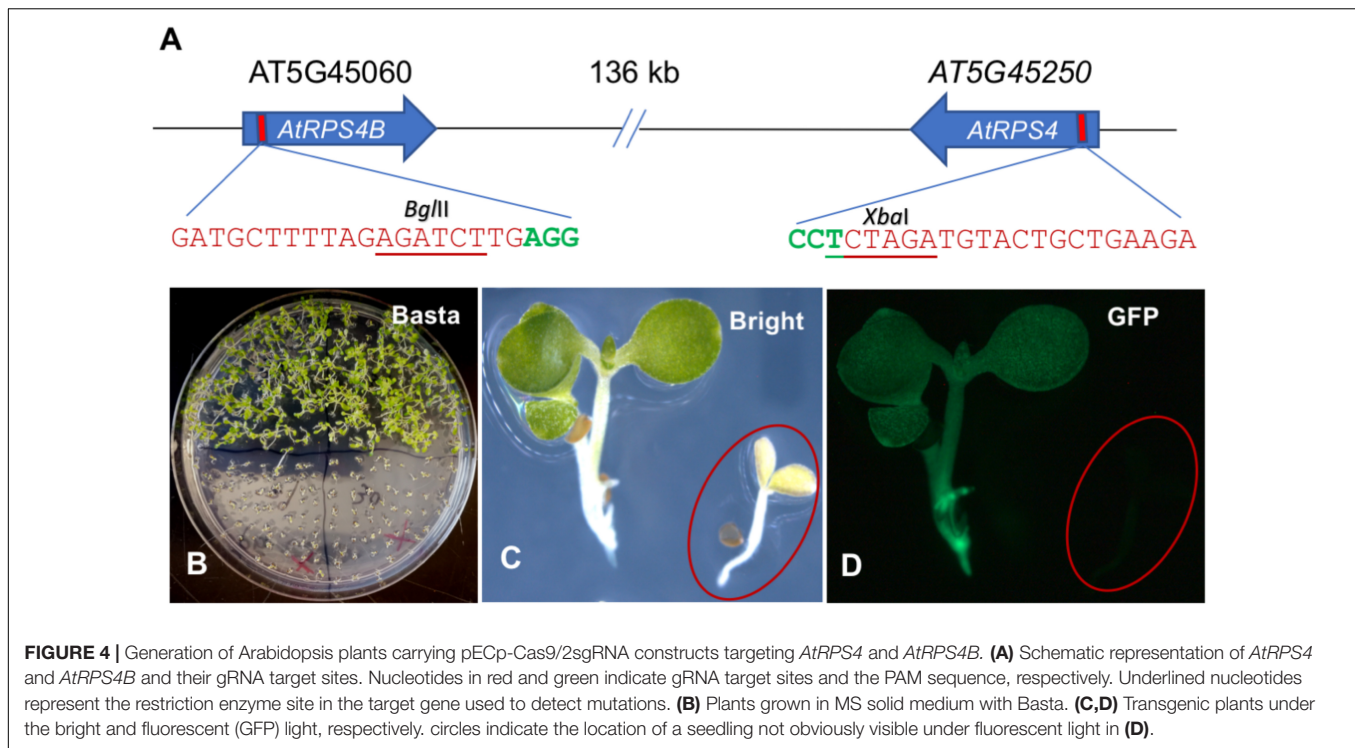 A
AT5G45060 136 kb AT5G45250
AtRPS4B AtRPS4
BglII XbaI
GATGCTTTTAGAGATCTTGAGG CCTCTAGATGTACTGCTGAAGA
Basta Bright GFP
B C D
FIGURE 4 | Generation of Arabidopsis plants carrying pECp-Cas9/2sgRNA constructs targeting AtRPS4 and AtRPS4B. (A) Schematic representation of AtRPS4
and AtRPS4B and their gRNA target sites. Nucleotides in red and green indicate gRNA target sites and the PAM sequence, respectively. Underlined nucleotides
represent the restriction enzyme site in the target gene used to detect mutations. (B) Plants grown in MS solid medium with Basta. (C,D) Transgenic plants under
the bright and fluorescent (GFP) light, respectively. circles indicate the location of a seedling not obviously visible under fluorescent light in (D).